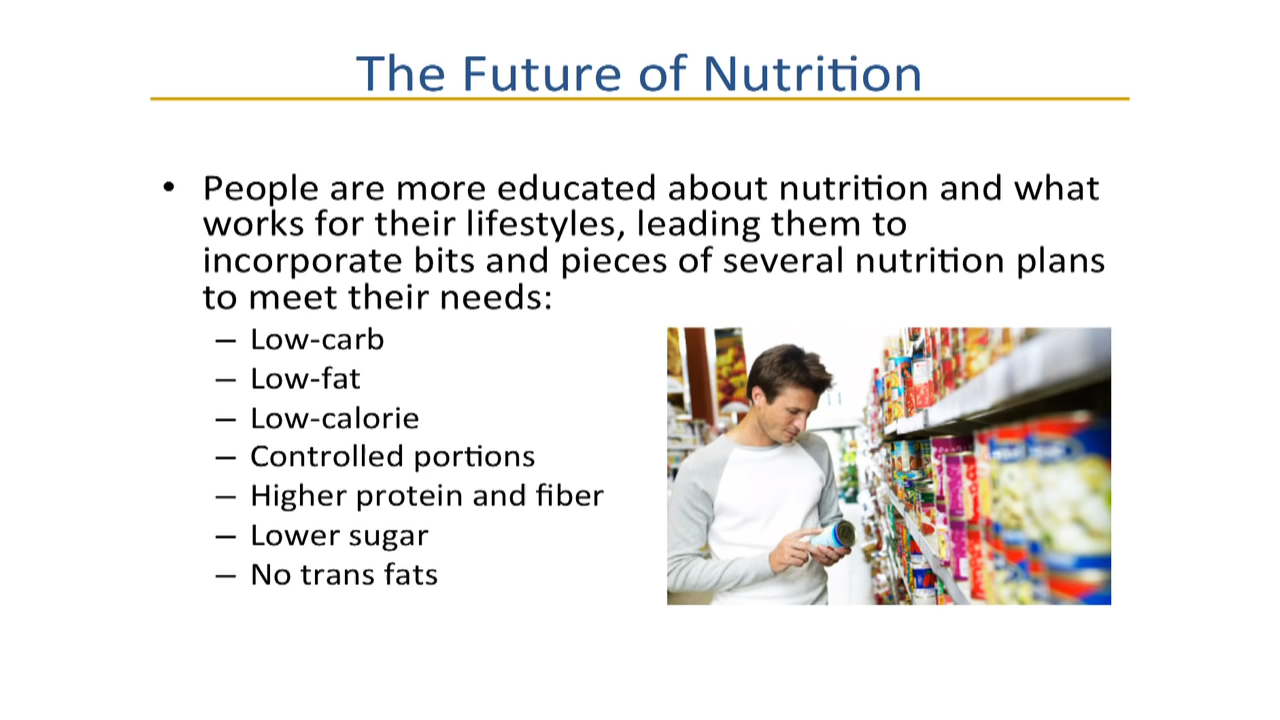 The Future of Nutrition
• People are more educated about nutrition and what
works for their lifestyles, leading them to
incorporate bits and pieces of several nutrition plans
to meet their needs:
– Low-carb
– Low-fat
– Low-calorie
– Controlled portions
– Higher protein and fiber
– Lower sugar
– No trans fats